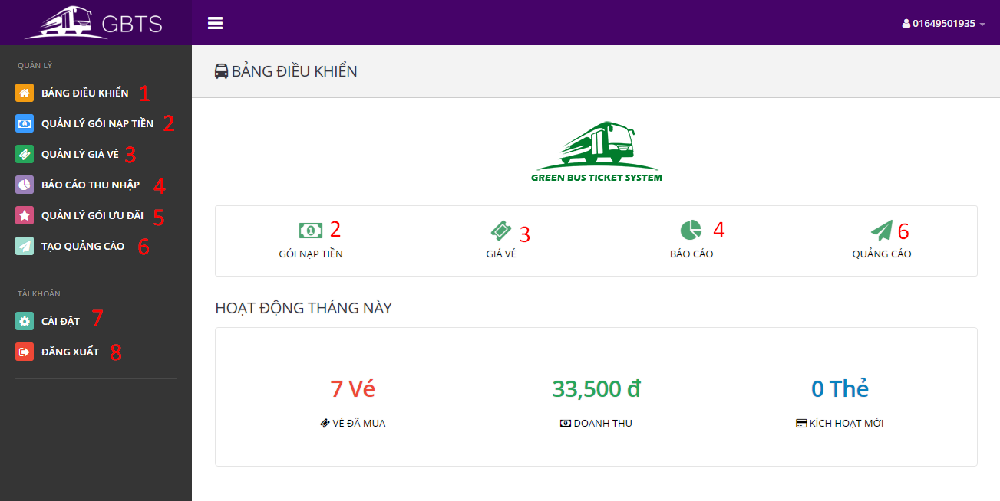 GBTS
01649501935
QUẢN LÝ
BẢNG ĐIỀU KHIỂN 1
QUẢN LÝ GÓI NẠP TIỀN 2
QUẢN LÝ GIÁ VÉ 3
BÁO CÁO THU NHẬP 4
QUẢN LÝ GÓI ƯU ĐÃI 5
TẠO QUẢNG CÁO 6
TÀI KHOẢN
CÀI ĐẶT 7
ĐĂNG XUẤT 8
BẢNG ĐIỀU KHIỂN
GREEN BUS TICKET SYSTEM
2 3 4 6
GÓI NẠP TIỀN GIÁ VÉ BÁO CÁO QUẢNG CÁO
HOẠT ĐỘNG THÁNG NÀY
7 Vé 33,500 đ 0 Thẻ
VÉ ĐÃ MUA DOANH THU KÍCH HOẠT MỚI